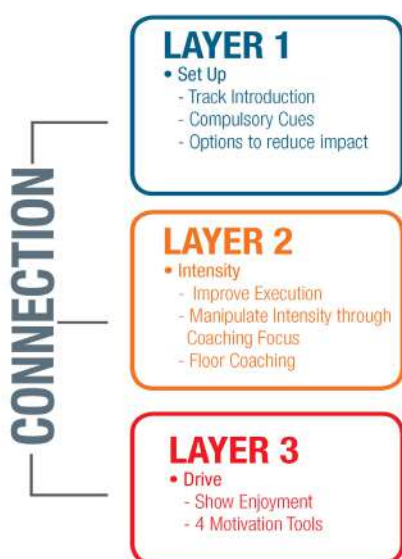 CONNECTION
LAYER 1
• Set Up
- Track Introduction
- Compulsory Cues
- Options to reduce impact
LAYER 2
• Intensity
- Improve Execution
- Manipulate Intensity through
Coaching Focus
- Floor Coaching
LAYER 3
• Drive
- Show Enjoyment
- 4 Motivation Tools